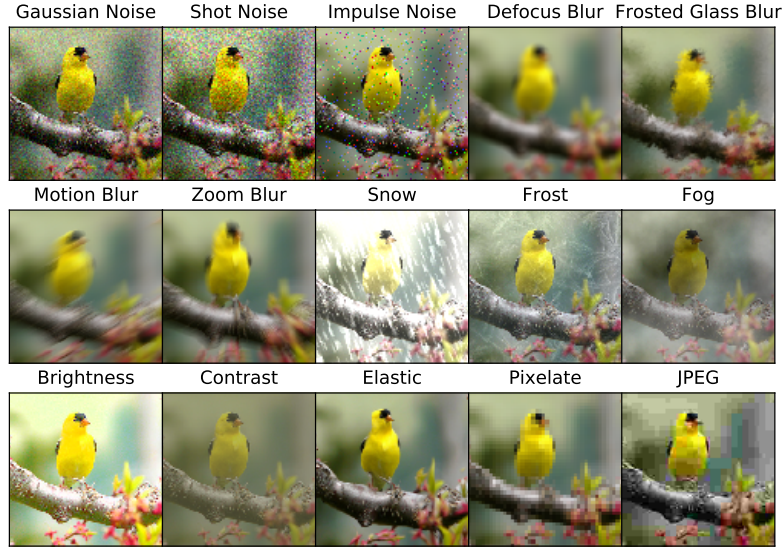 Gaussian Noise Shot Noise Impulse Noise Defocus Blur Frosted Glass Blur
Motion Blur Zoom Blur Snow Frost Fog
Brightness Contrast Elastic Pixelate JPEG